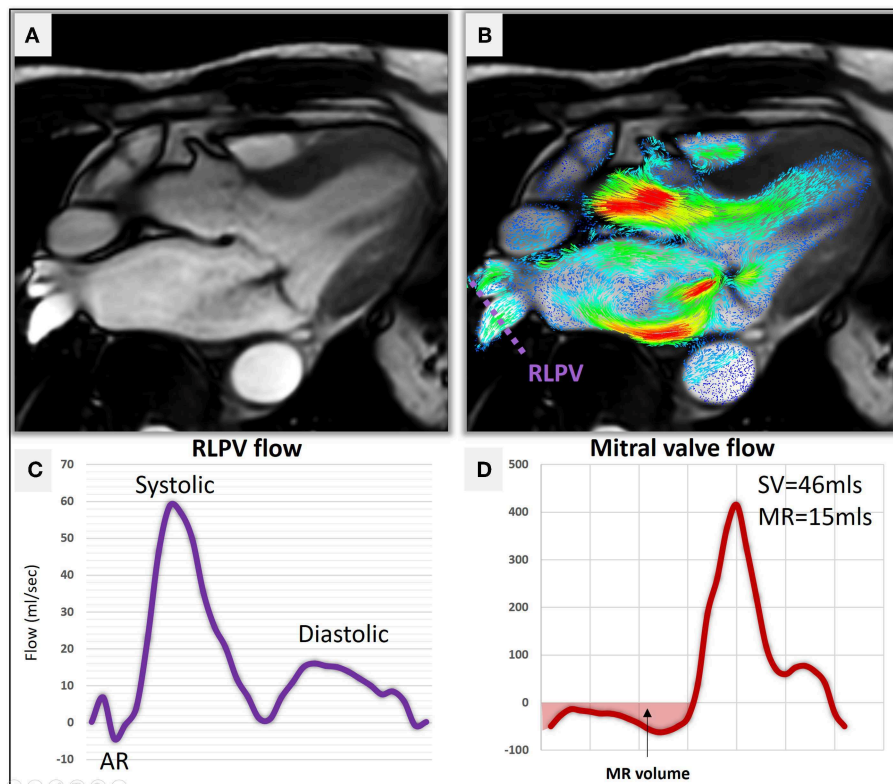 A
B
RLPV
RLPV flow
Mitral valve flow
C
70
60
50
40
30
20
10
0
-10
Flow (ml/sec)
Systolic
Diastolic
AR
D
500
400
300
200
100
0
-100
SV=46mls
MR=15mls
MR volume